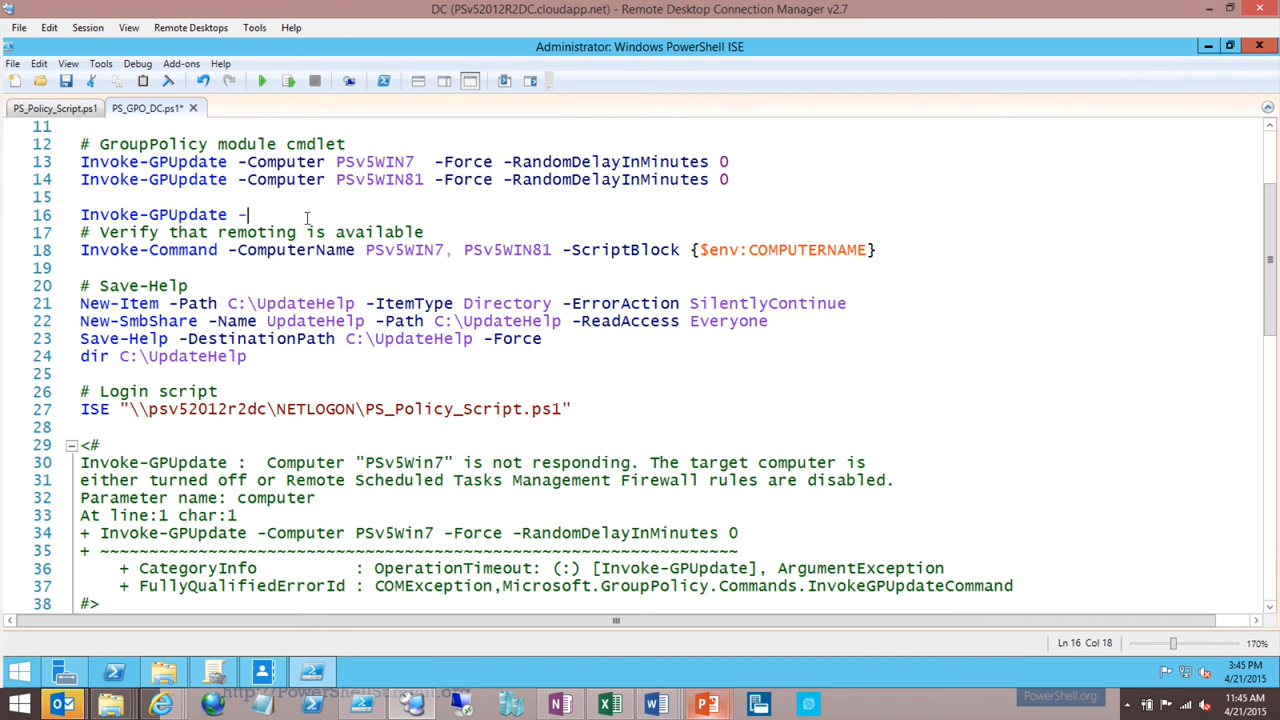 DC (PSv52012R2DC.cloudapp.net) - Remote Desktop Connection Manager v2.7
File Edit Session View Remote Desktops Tools Help
Administrator: Windows PowerShell ISE
File Edit View Tools Debug Add-ons Help
PS_Policy_Script.ps1 PS_GPO_DC.ps1*
11
12 # GroupPolicy module cmdlet
13 Invoke-GPUpdate -Computer PSv5WIN7  -Force -RandomDelayInMinutes 0
14 Invoke-GPUpdate -Computer PSv5WIN81 -Force -RandomDelayInMinutes 0
15
16 Invoke-GPUpdate -
17 # Verify that remoting is available
18 Invoke-Command -ComputerName PSv5WIN7, PSv5WIN81 -ScriptBlock {$env:COMPUTERNAME}
19
20 # Save-Help
21 New-Item -Path C:\UpdateHelp -ItemType Directory -ErrorAction SilentlyContinue
22 New-SmbShare -Name UpdateHelp -Path C:\UpdateHelp -ReadAccess Everyone
23 Save-Help -DestinationPath C:\UpdateHelp -Force
24 dir C:\UpdateHelp
25
26 # Login script
27 ISE "\\psv52012r2dc\NETLOGON\PS_Policy_Script.ps1"
28
29 <#
30 Invoke-GPUpdate :  Computer "PSv5Win7" is not responding. The target computer is
31 either turned off or Remote Scheduled Tasks Management Firewall rules are disabled.
32 Parameter name: computer
33 At line:1 char:1
34 + Invoke-GPUpdate -Computer PSv5Win7 -Force -RandomDelayInMinutes 0
35 + ~~~~~~~~~~~~~~~~~~~~~~~~~~~~~~~~~~~~~~~~~~~~~~~~~~~~~~~~~~~~~~~~~
36     + CategoryInfo          : OperationTimeout: (:) [Invoke-GPUpdate], ArgumentException
37     + FullyQualifiedErrorId : COMException,Microsoft.GroupPolicy.Commands.InvokeGPUpdateCommand
38 #>
Ln 16 Col 18 170%
3:45 PM
4/21/2015
http://PowerShellSummit.org
PowerShell.org
11:45 AM
4/21/2015